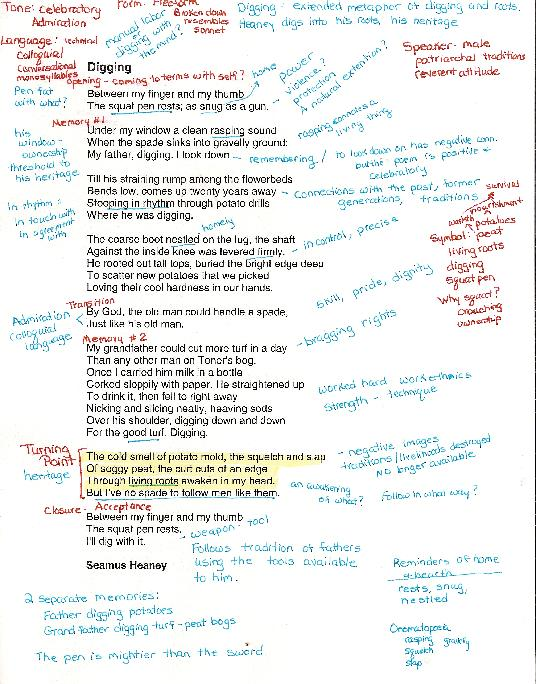 Tone: Celebratory
Admiration
Form: Freeform
Broken down
resembles
sonnet
Digging - extended metaphor of digging and roots.
Heaney digs into his roots, his heritage
manual labor
digging with
the mind?
Language: technical
Colloquial
Conversational
monosyllables
Speaker - male
patriarchal traditions
reverent attitude
Digging
opening - coming to terms with self?
home
power
violence?
protection
A natural extention?
Pen fat
with what?
Between my finger and my thumb
The squat pen rests; as snug as a gun.
Memory #1
rasping connotes a
living thing
his
window -
ownership
threshold to
his heritage
Under my window a clean rasping sound
When the spade sinks into gravelly ground:
My father, digging. I look down
remembering / to look down on has negative conn.
but the poem is positive +
celebratory
Till his straining rump among the flowerbeds
Bends low, comes up twenty years away
Stooping in rhythm through potato drills
Where he was digging.
Connections with the past, former
generations, traditions
in rhythm:
in touch with
in agreement
with
survival
nourishment
potatoes
Symbol: peat
living roots
digging
squat pen
Why squat?
crouching
ownership
homely
The coarse boot nestled on the lug, the shaft
Against the inside knee was levered firmly.
He rooted out tall tops, buried the bright edge deep
To scatter new potatoes that we picked
Loving their cool hardness in our hands.
in control, precise
skill, pride, dignity
Transition
Admiration
Colloquial
language
By God, the old man could handle a spade,
Just like his old man.
bragging rights
Memory #2
My grandfather could cut more turf in a day
Than any other man on Toner's bog.
Once I carried him milk in a bottle
Corked sloppily with paper. He straightened up
To drink it, then fell to right away
Nicking and slicing neatly, heaving sods
Over his shoulder, digging down and down
For the good turf. Digging.
worked hard work ethnics
strength - technique
Turning
Point
heritage
The cold smell of potato mold, the squelch and slap
Of soggy peat, the curt cuts of an edge
Through living roots awaken in my head.
But I've no spade to follow men like them.
negative images
traditions/livelihoods destroyed
NO longer available
an awakening
of what?
Follow in what way?
Closure - Acceptance
Between my finger and my thumb
The squat pen rests.
I'll dig with it.
weapon: Tool
Follows tradition of fathers
using the tools available
to him.
Seamus Heaney
Reminders of home
rests, snug,
nestled
2 separate memories:
Father digging potatoes
Grand father digging turf - peat bogs
The pen is mightier than the sword
Onomatopoeia
rasping gravelly
squelch
slap